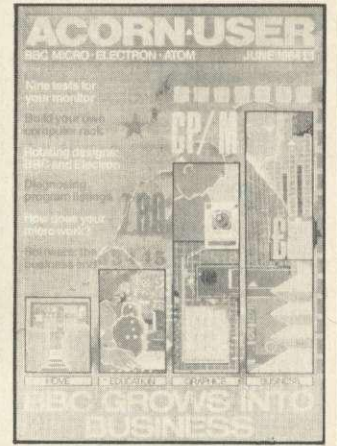 ACORN·USER
BBC MICRO·ELECTRON·ATOM JUNE 1984 £1
Nine tests for
your monitor
Build your own
computer rack
Rotating designs
BBC and Electron
Diagnosing
program listings
How does your
micro work?
business
CP/M
Z80
HOME EDUCATION GRAPHICS BUSINESS
BBC GROWS INTO
BUSINESS